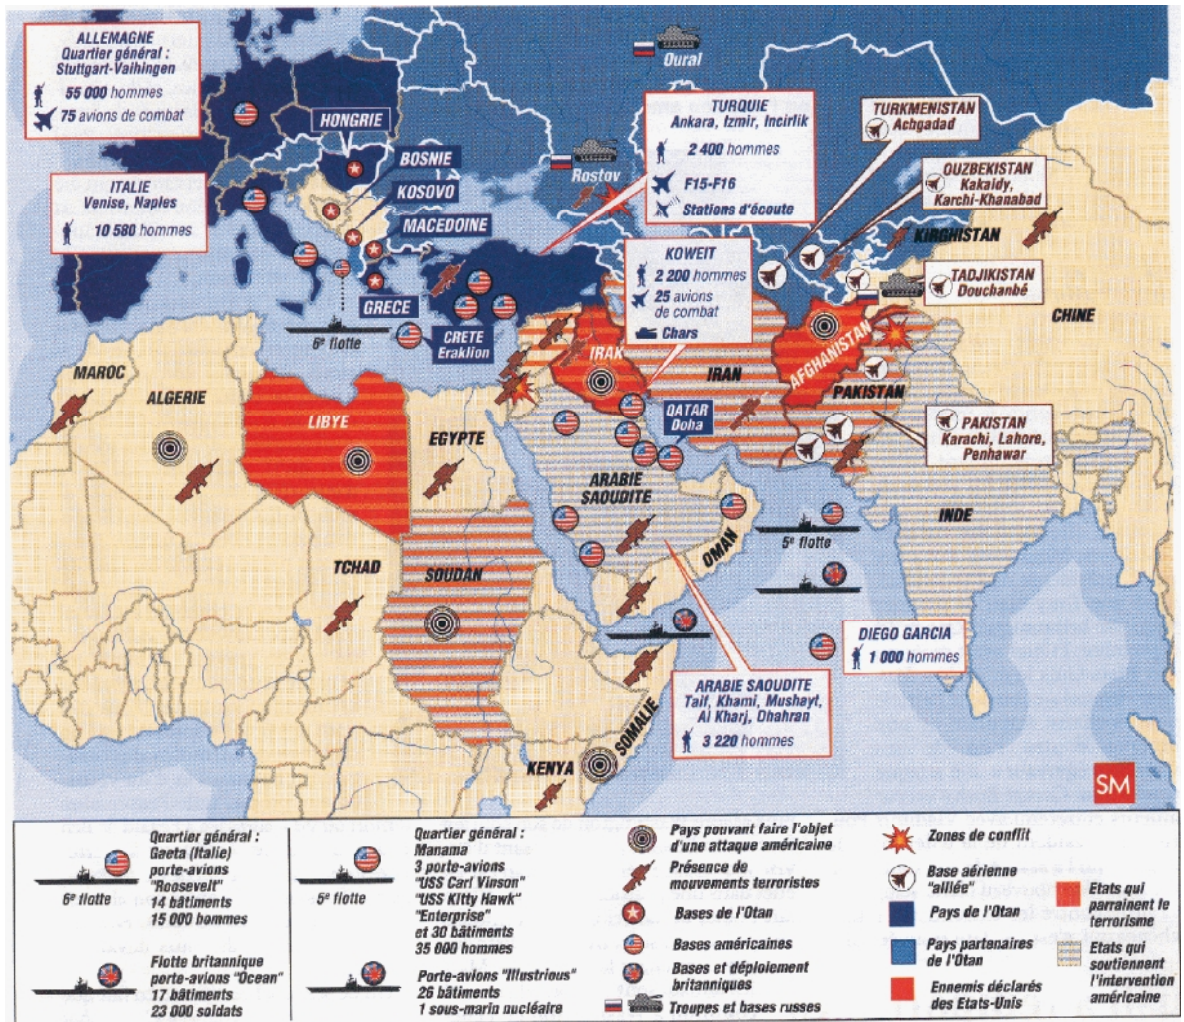 ALLEMAGNE
Quartier général :
Stuttgart-Vaihingen
55 000 hommes
75 avions de combat
ITALIE
Venise, Naples
10 580 hommes
HONGRIE
BOSNIE
KOSOVO
MACEDOINE
GRECE
CRETE
Eraklion
6e flotte
Oural
Rostov
TURQUIE
Ankara, Izmir, Incirlik
2 400 hommes
F15-F16
Stations d'écoute
KOWEIT
2 200 hommes
25 avions
de combat
Chars
TURKMENISTAN
Achgadad
OUZBEKISTAN
Kakaidy,
Karchi-Khanabad
KIRGHISTAN
TADJIKISTAN
Douchanbé
CHINE
MAROC
ALGERIE
LIBYE
EGYPTE
IRAK
IRAN
AFGHANISTAN
PAKISTAN
PAKISTAN
Karachi, Lahore,
Penhawar
QATAR
Doha
ARABIE
SAOUDITE
OMAN
INDE
5e flotte
TCHAD
SOUDAN
DIEGO GARCIA
1 000 hommes
ARABIE SAOUDITE
Taif, Khami, Mushayt,
Al Kharj, Dhahran
3 220 hommes
SOMALIE
KENYA
SM
6e flotte
Quartier général :
Gaeta (Italie)
porte-avions
"Roosevelt"
14 bâtiments
15 000 hommes
Flotte britannique
porte-avions "Ocean"
17 bâtiments
23 000 soldats
5e flotte
Quartier général :
Manama
3 porte-avions
"USS Carl Vinson"
"USS Kitty Hawk"
"Enterprise"
et 30 bâtiments
35 000 hommes
Porte-avions "Illustrious"
26 bâtiments
1 sous-marin nucléaire
Pays pouvant faire l'objet
d'une attaque américaine
Présence de
mouvements terroristes
Bases de l'Otan
Bases américaines
Bases et déploiement
britanniques
Troupes et bases russes
Zones de conflit
Base aérienne
"alliée"
Pays de l'Otan
Pays partenaires
de l'Otan
Ennemis déclarés
des Etats-Unis
Etats qui
parrainent le
terrorisme
Etats qui
soutiennent
l'intervention
américaine